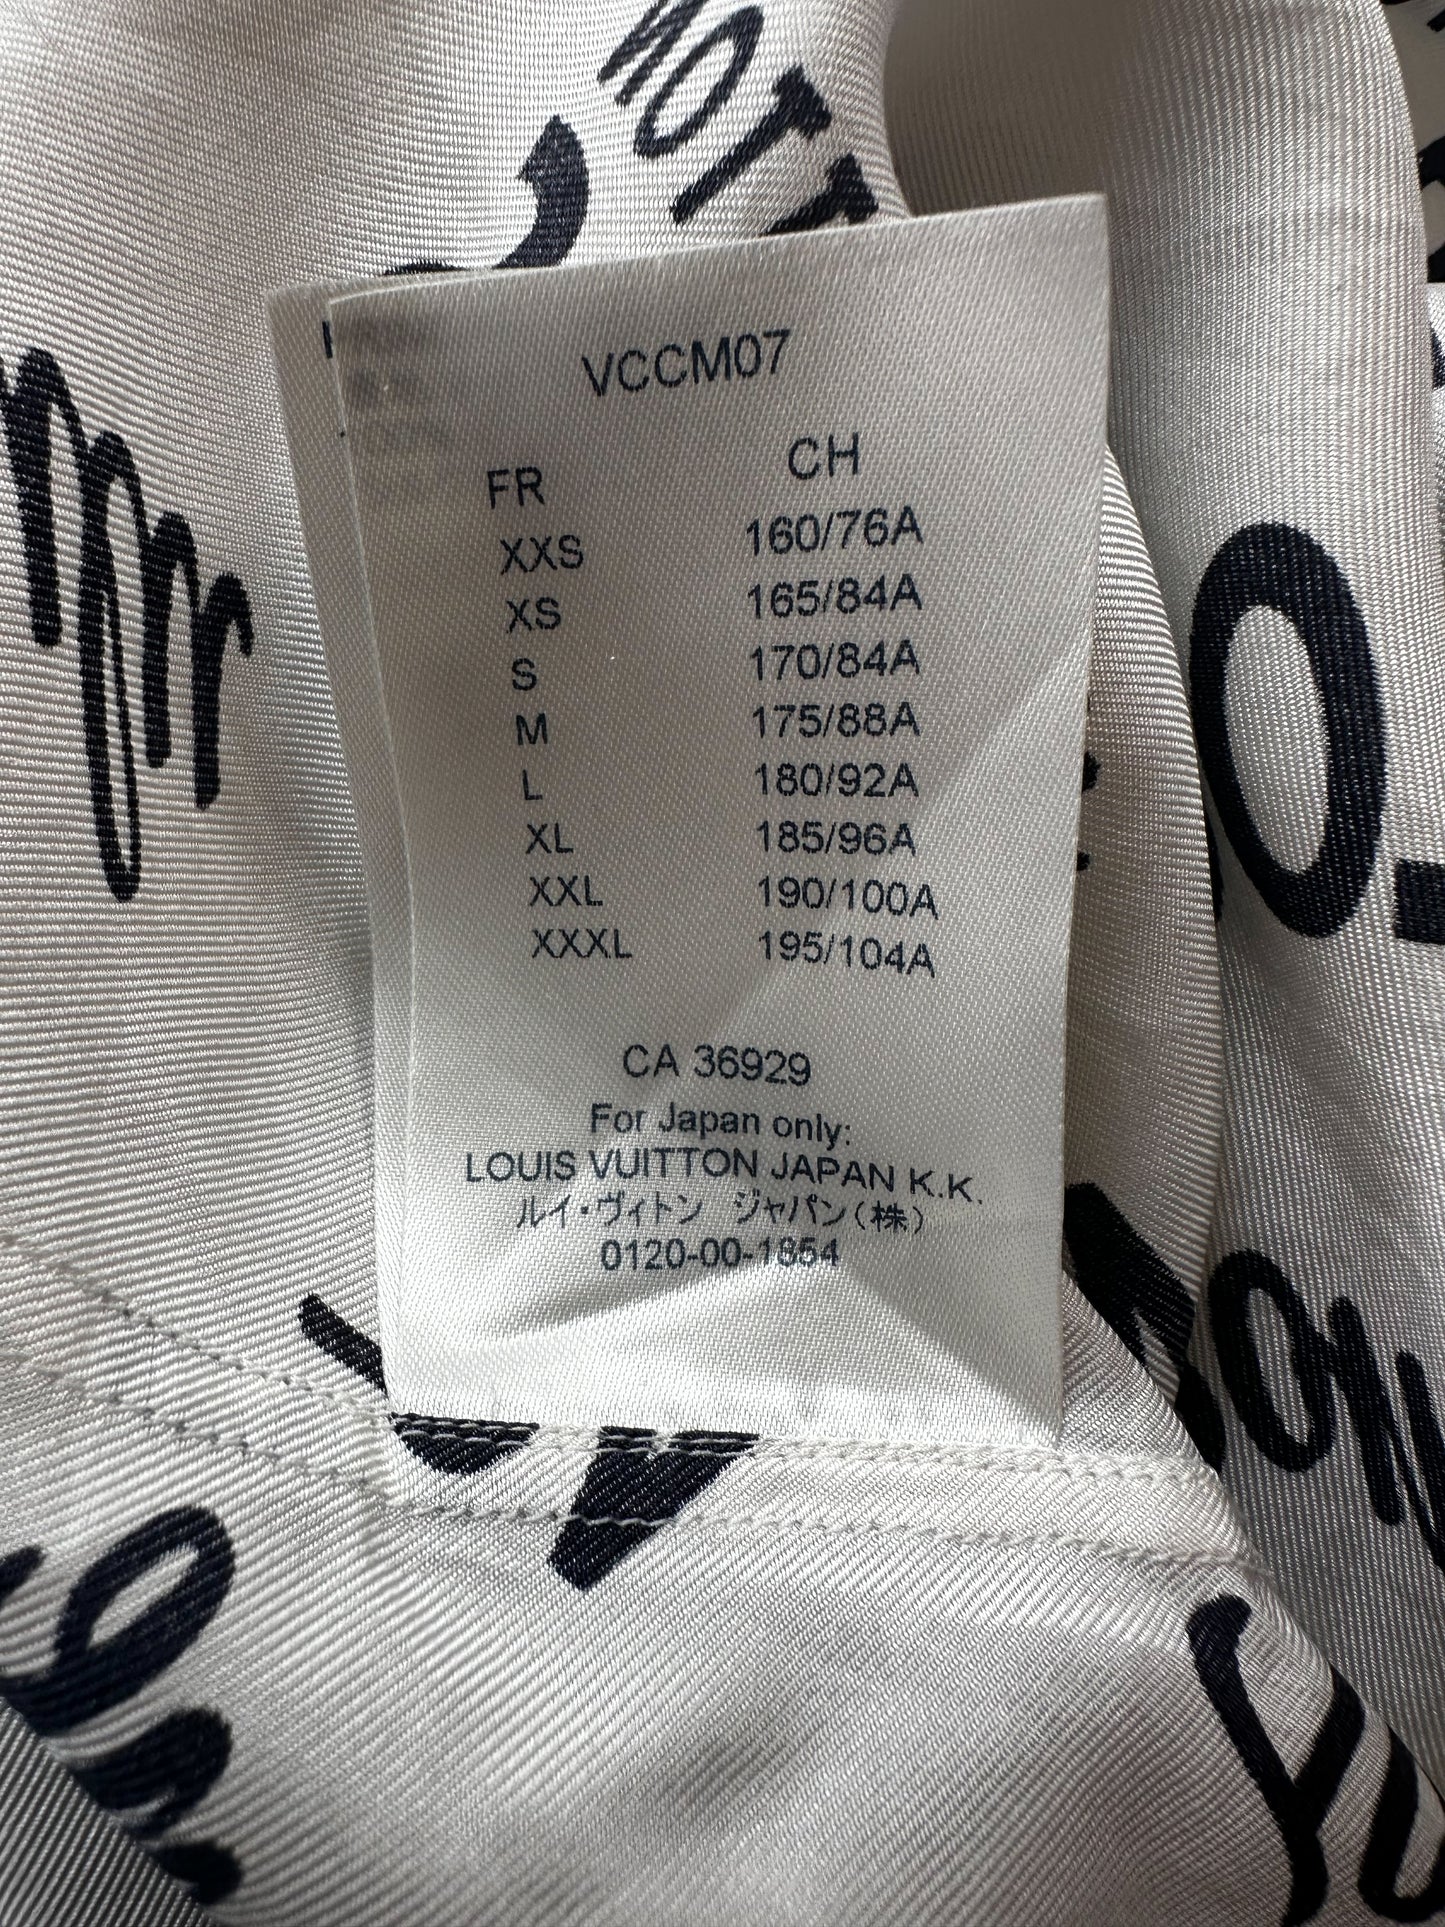 VCCM07
FR CH
XXS 160/76A
XS 165/84A
S 170/84A
M 175/88A
L 180/92A
XL 185/96A
XXL 190/100A
XXXL 195/104A
CA 36929
For Japan only:
LOUIS VUITTON JAPAN K.K.
ルイ・ヴィトン ジャパン(株)
0120-00-1854